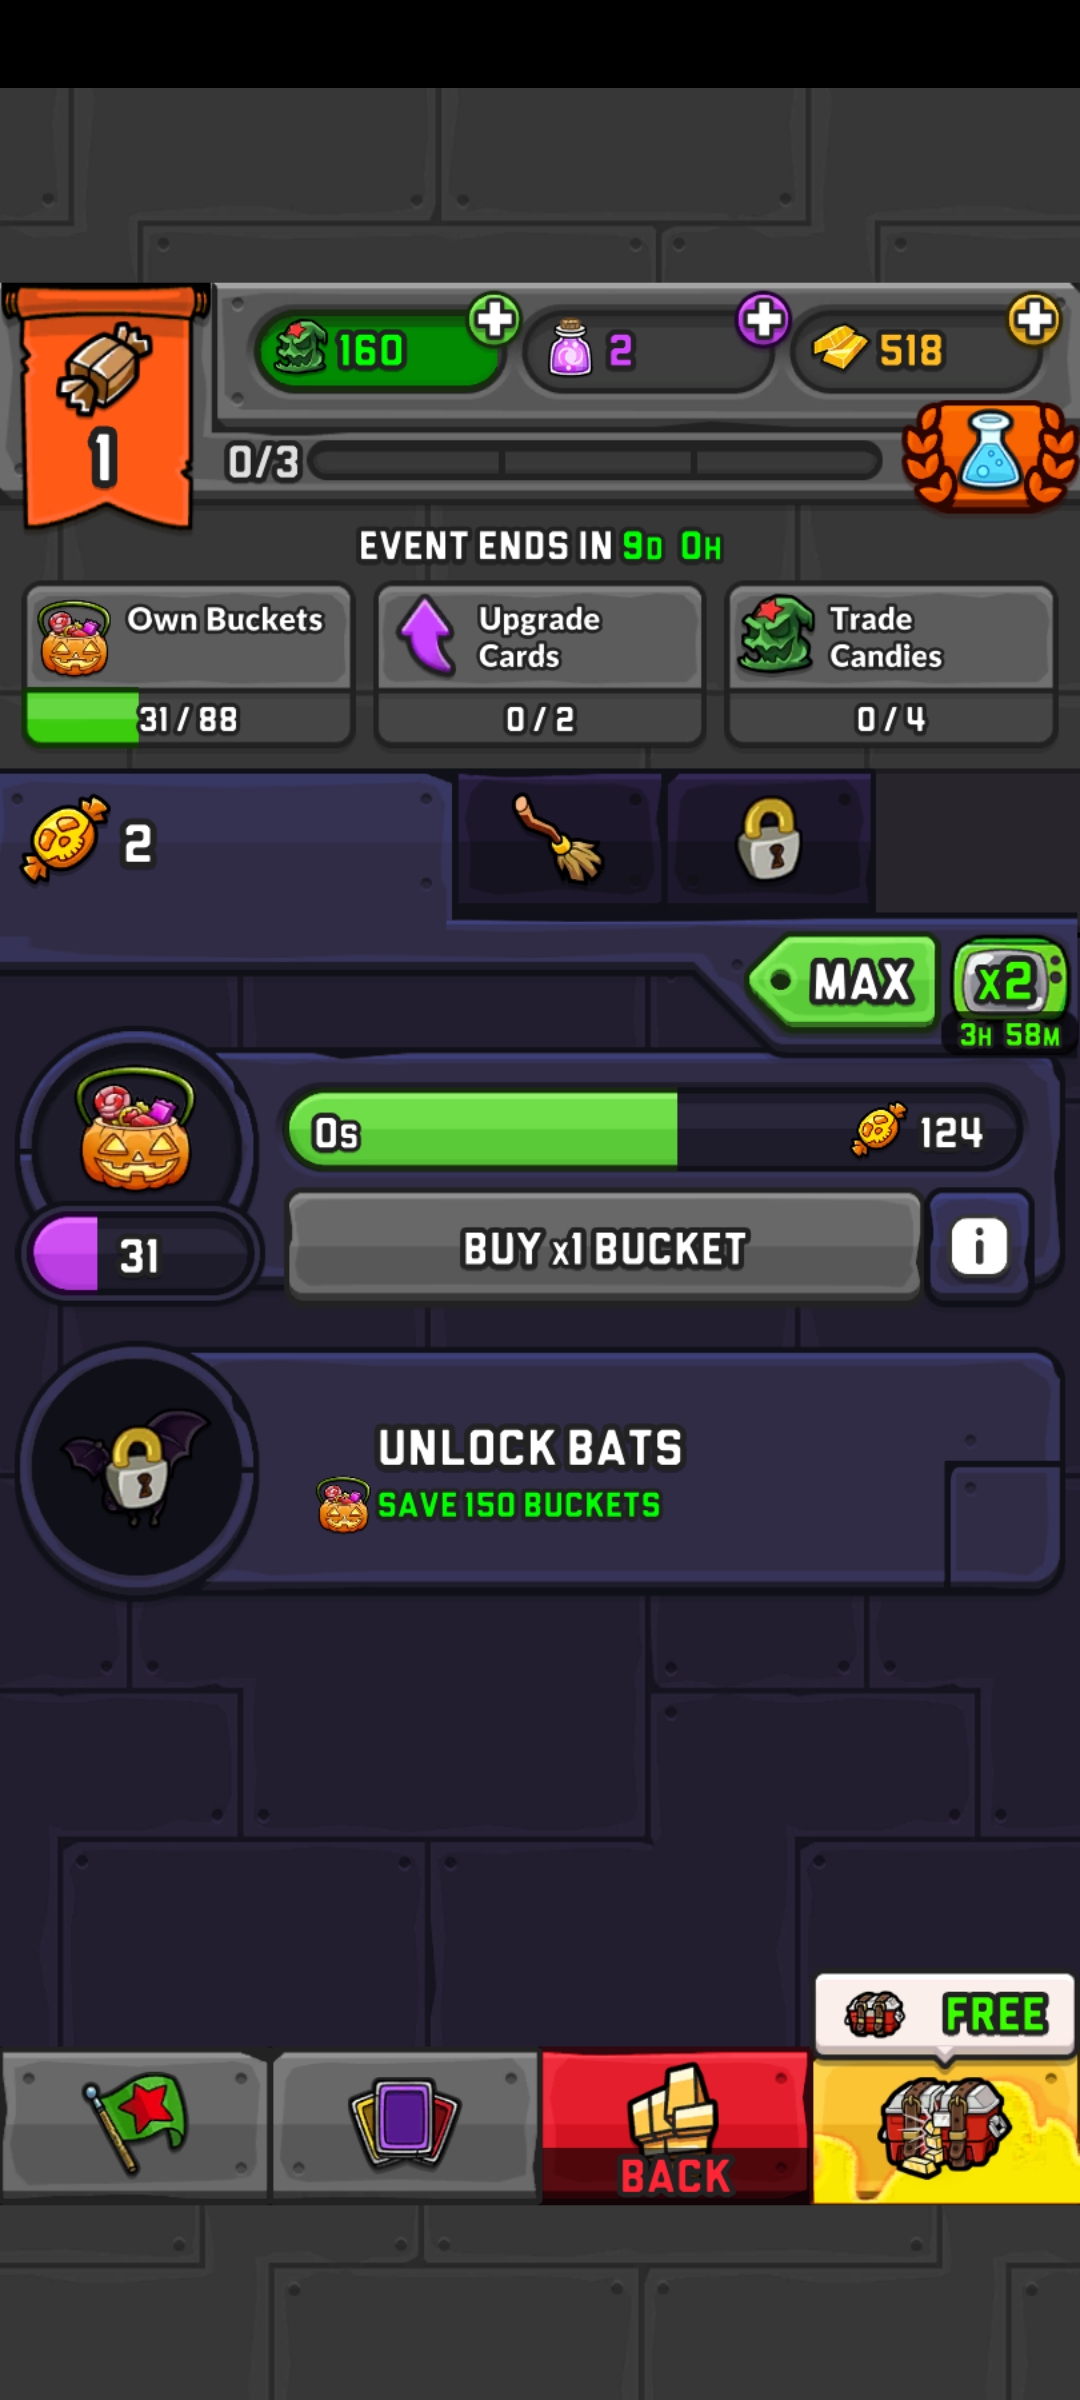 160
2
518
1
0/3
EVENT ENDS IN 9D 0H
Own Buckets
Upgrade
Cards
Trade
Candies
31 / 88
0 / 2
0 / 4
2
MAX
x2
3H 58M
0s
124
31
BUY x1 BUCKET
i
UNLOCK BATS
SAVE 150 BUCKETS
FREE
BACK